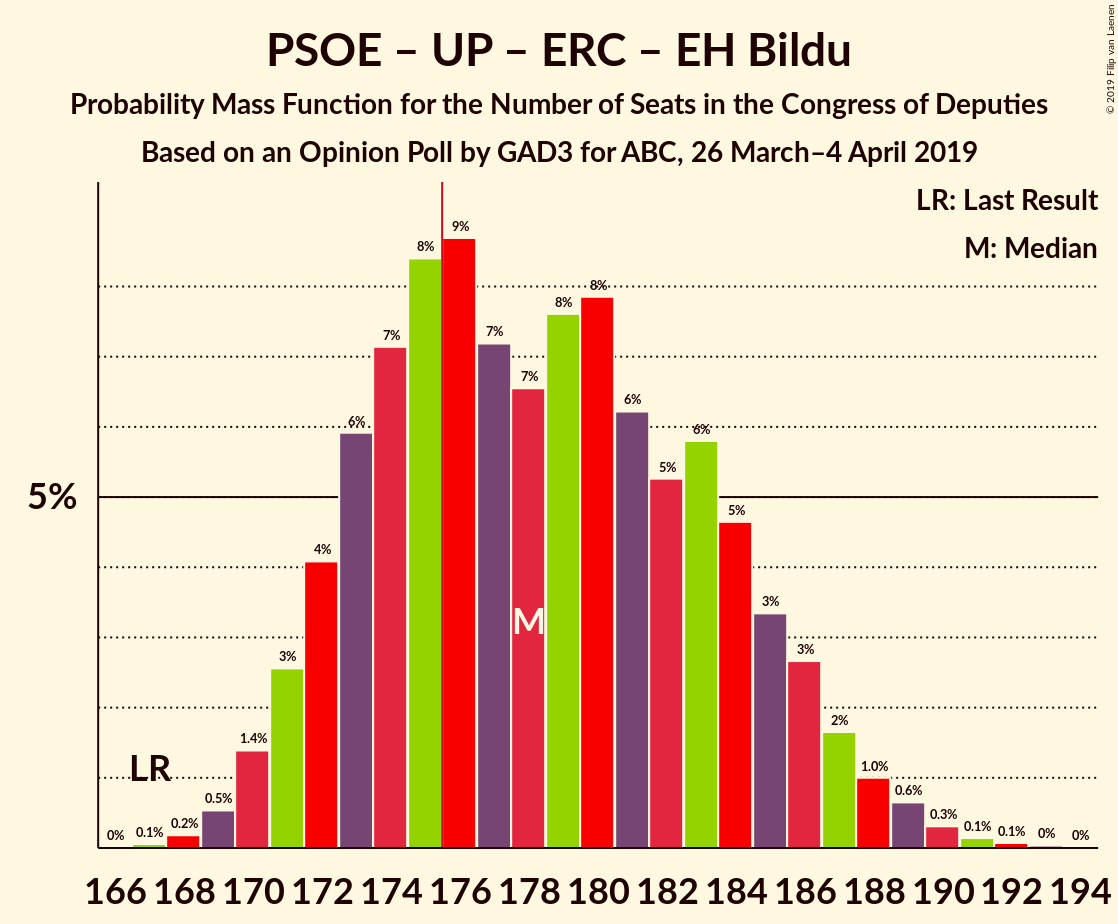 PSOE – UP – ERC – EH Bildu
Probability Mass Function for the Number of Seats in the Congress of Deputies
Based on an Opinion Poll by GAD3 for ABC, 26 March–4 April 2019
© 2019 Filip van Laenen
LR: Last Result
M: Median
5%
0% 0.1% 0.2% 0.5% 1.4% 3% 4% 6% 7% 8% 9% 7% 7% 8% 8% 6% 5% 6% 5% 3% 3% 2% 1.0% 0.6% 0.3% 0.1% 0.1% 0% 0%
LR
M
166 168 170 172 174 176 178 180 182 184 186 188 190 192 194